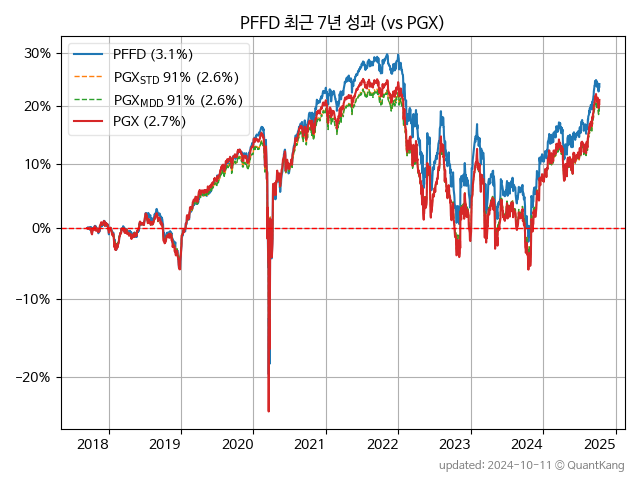 PFFD 최근 7년 성과 (vs PGX)
PFFD (3.1%)
PGX_STD 91% (2.6%)
PGX_MDD 91% (2.6%)
PGX (2.7%)
30%
20%
10%
0%
−10%
−20%
2018 2019 2020 2021 2022 2023 2024 2025
updated: 2024-10-11 © QuantKang